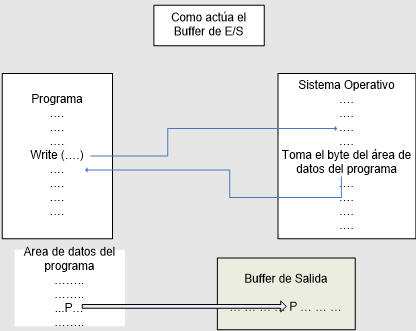 Como actúa el
Buffer de E/S
Programa
....
....
....
Write (....)
....
....
....
....
Sistema Operativo
....
....
....
....
Toma el byte del área de
datos del programa
....
....
....
....
Area de datos del
programa
........
........
...P...
........
Buffer de Salida
... ... ... ... P ... ... ...